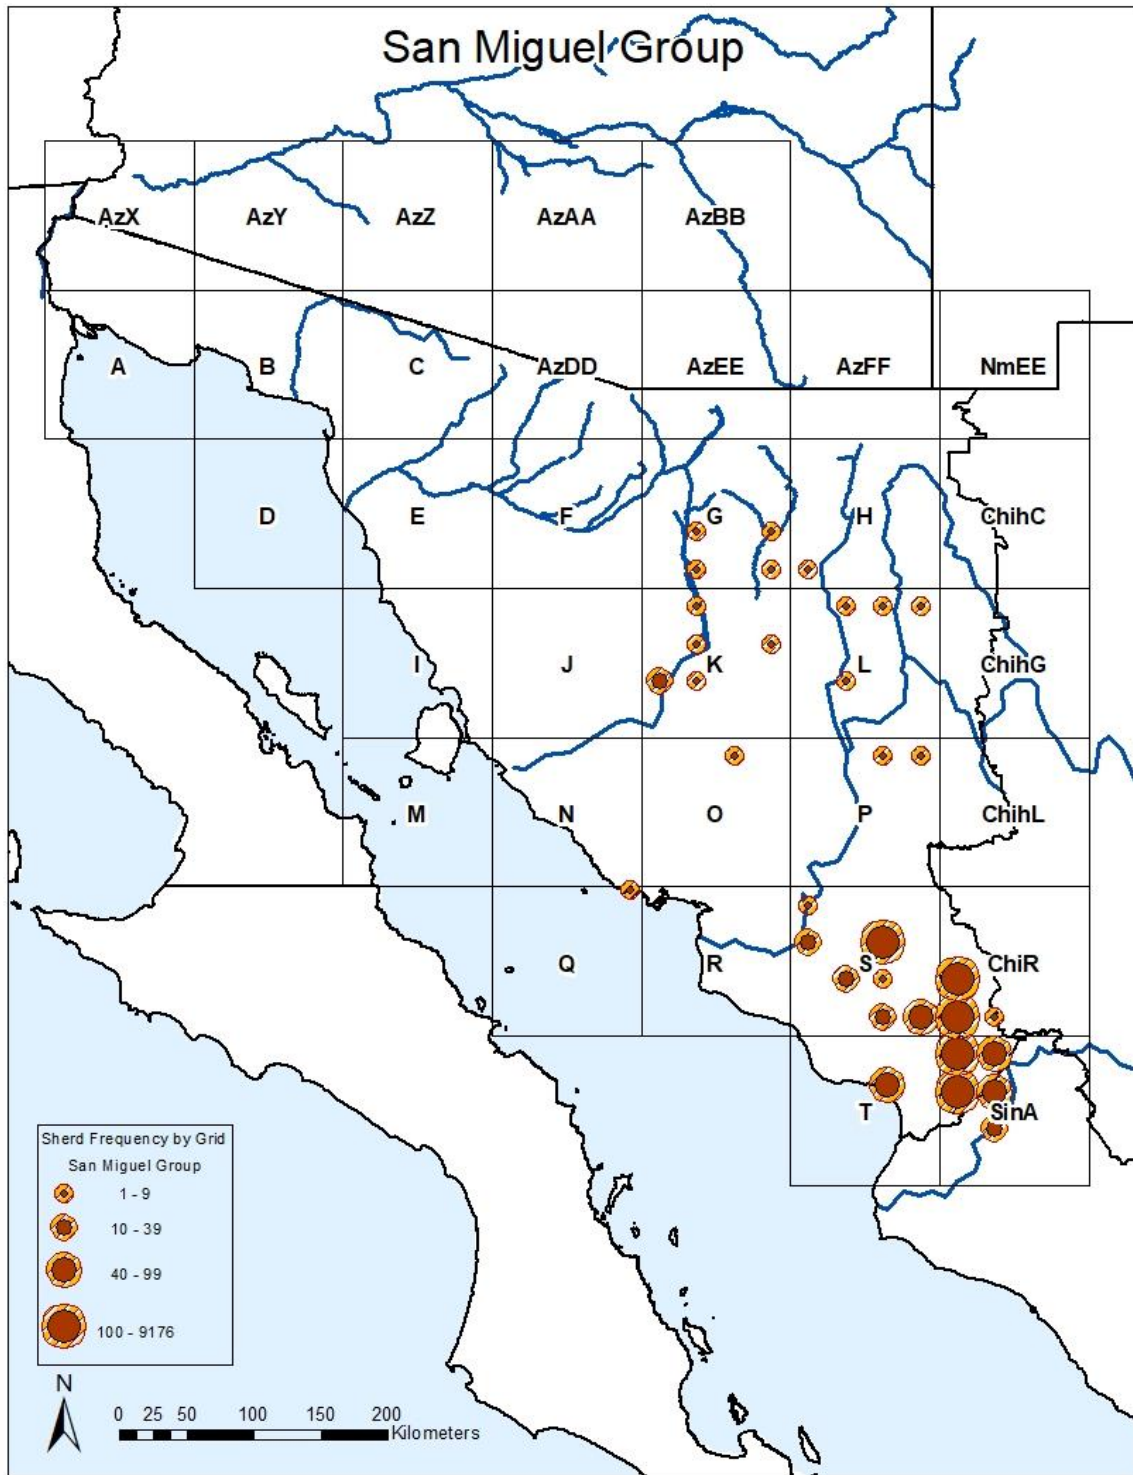 San Miguel Group
AzX AzY AzZ AzAA AzBB
A B C AzDD AzEE AzFF NmEE
D E F G H ChihC
I J K L ChihG
M N O P ChihL
Q R S ChiR
T SinA
Sherd Frequency by Grid
San Miguel Group
1 - 9
10 - 39
40 - 99
100 - 9176
N
0 25 50 100 150 200
Kilometers